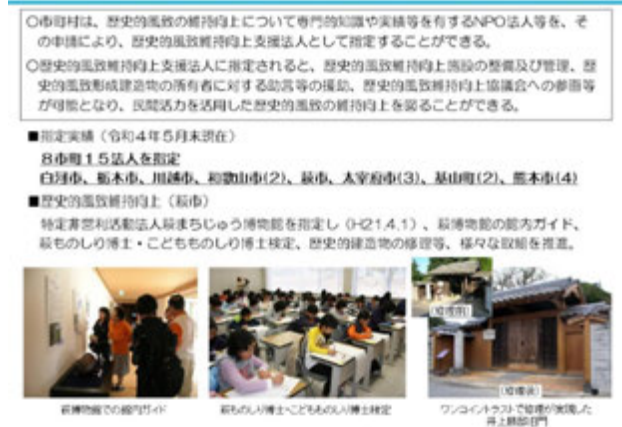 〇市町村は、歴史的風致の維持向上について専門的知識や実績等を有するNPO法人等を、そ
の申請により、歴史的風致維持向上支援法人として指定することができる。
〇歴史的風致維持向上支援法人に指定されると、歴史的風致維持向上施設の整備及び管理、歴
史的風致形成建造物の所有者に対する助言等の援助、歴史的風致維持向上協議会への参画等
が可能となり、民間活力を活用した歴史的風致の維持向上を図ることができる。
■指定実績(令和4年5月末現在)
8市町15法人を指定
白河市、栃木市、川越市、和歌山市(2)、萩市、太宰府市(3)、基山町(2)、熊本市(4)
■歴史的風致維持向上(萩市)
特定非営利活動法人萩まちじゅう博物館を指定し(H21.4.1)、萩博物館の館内ガイド、
萩ものしり博士・こどもものしり博士検定、歴史的建造物の修理等、様々な取組を推進。
(修理前)
(修理後)
萩博物館での館内ガイド
萩ものしり博士・こどもものしり博士検定
ワンコイントラストで修理が実現した
井上勝邸旧門